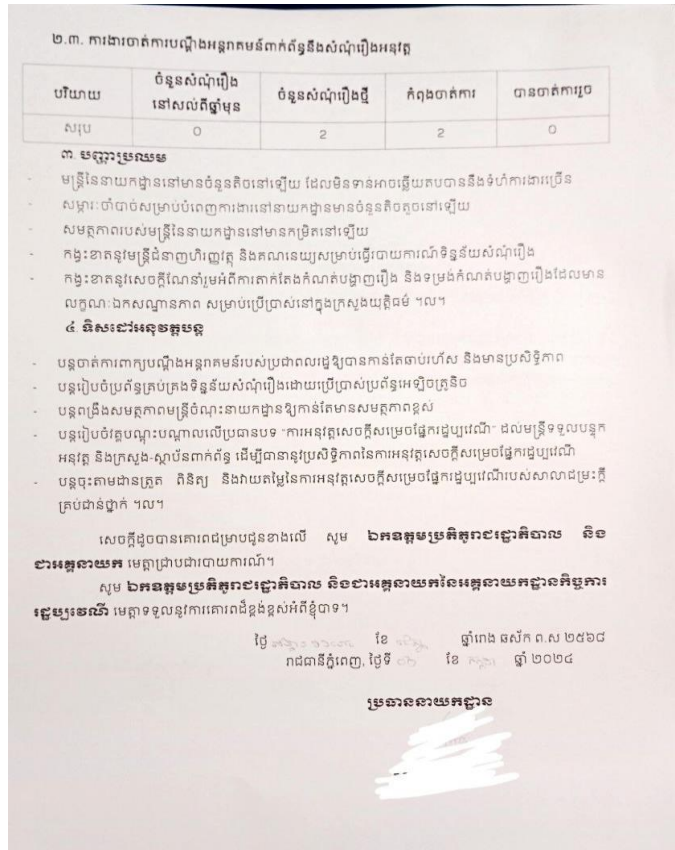 ២.៣. ការងារចាត់ការបណ្ដឹងអន្តរាគមន៍ពាក់ព័ន្ធនឹងសំណុំរឿងអនុវត្ត
បរិយាយ ចំនួនសំណុំរឿង នៅសល់ពីឆ្នាំមុន ចំនួនសំណុំរឿងថ្មី កំពុងចាត់ការ បានចាត់ការរួច
សរុប 0 2 2 0
៣. បញ្ហាប្រឈម
- មន្ត្រីនៃនាយកដ្ឋាននៅមានចំនួនតិចនៅឡើយ ដែលមិនទាន់អាចឆ្លើយតបបាននឹងទំហំការងារច្រើន
- សម្ភារៈចាំបាច់សម្រាប់បំពេញការងារនៅនាយកដ្ឋានមានចំនួនតិចតួចនៅឡើយ
- សមត្ថភាពរបស់មន្ត្រីនៃនាយកដ្ឋាននៅមានកម្រិតនៅឡើយ
- កង្វះខាតនូវមន្ត្រីជំនាញហិរញ្ញវត្ថុ និងគណនេយ្យសម្រាប់ធ្វើរបាយការណ៍ទិន្នន័យសំណុំរឿង
- កង្វះខាតនូវសេចក្ដីណែនាំរួមអំពីការតាក់តែងកំណត់បង្ហាញរឿង និងទម្រង់កំណត់បង្ហាញរឿងដែលមាន
លក្ខណៈឯកសណ្ឋានភាព សម្រាប់ប្រើប្រាស់នៅក្នុងក្រសួងយុត្តិធម៌ ។ល។
៤. ទិសដៅអនុវត្តបន្ត
- បន្តចាត់ការពាក្យបណ្ដឹងអន្តរាគមន៍របស់ប្រជាពលរដ្ឋឱ្យបានកាន់តែឆាប់រហ័ស និងមានប្រសិទ្ធិភាព
- បន្តរៀបចំប្រព័ន្ធគ្រប់គ្រងទិន្នន័យសំណុំរឿងដោយប្រើប្រាស់ប្រព័ន្ធអេឡិចត្រូនិច
- បន្តពង្រឹងសមត្ថភាពមន្ត្រីចំណុះនាយកដ្ឋានឱ្យកាន់តែមានសមត្ថភាពខ្ពស់
- បន្តរៀបចំវគ្គបណ្ដុះបណ្ដាលលើប្រធានបទ "ការអនុវត្តសេចក្ដីសម្រេចផ្នែករដ្ឋប្បវេណី" ដល់មន្ត្រីទទួលបន្ទុក
អនុវត្ត និងក្រសួង-ស្ថាប័នពាក់ព័ន្ធ ដើម្បីធានានូវប្រសិទ្ធិភាពនៃការអនុវត្តសេចក្ដីសម្រេចផ្នែករដ្ឋប្បវេណី
- បន្តចុះតាមដានត្រួត ពិនិត្យ និងវាយតម្លៃនៃការអនុវត្តសេចក្ដីសម្រេចផ្នែករដ្ឋប្បវេណីរបស់សាលាជម្រះក្ដី
គ្រប់ជាន់ថ្នាក់ ។ល។
សេចក្ដីដូចបានគោរពជម្រាបជូនខាងលើ សូម ឯកឧត្តមប្រតិភូរាជរដ្ឋាភិបាល និង
ជាអគ្គនាយក មេត្តាជ្រាបជារបាយការណ៍។
សូម ឯកឧត្តមប្រតិភូរាជរដ្ឋាភិបាល និងជាអគ្គនាយកនៃអគ្គនាយកដ្ឋានកិច្ចការ
រដ្ឋប្បវេណី មេត្តាទទួលនូវការគោរពដ៏ខ្ពង់ខ្ពស់អំពីខ្ញុំបាទ។
ថ្ងៃ ខែ ឆ្នាំរោង ឆស័ក ព.ស ២៥៦៨
រាជធានីភ្នំពេញ, ថ្ងៃទី ខែ ឆ្នាំ ២០២៤
ប្រធាននាយកដ្ឋាន